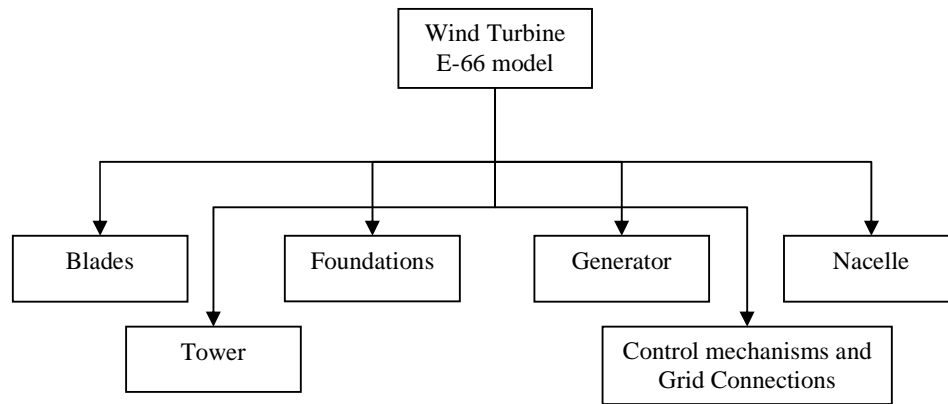 Wind Turbine
E-66 model
Blades
Foundations
Generator
Nacelle
Tower
Control mechanisms and
Grid Connections